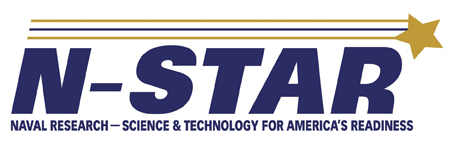 N-STAR
NAVAL RESEARCH—SCIENCE & TECHNOLOGY FOR AMERICA'S READINESS